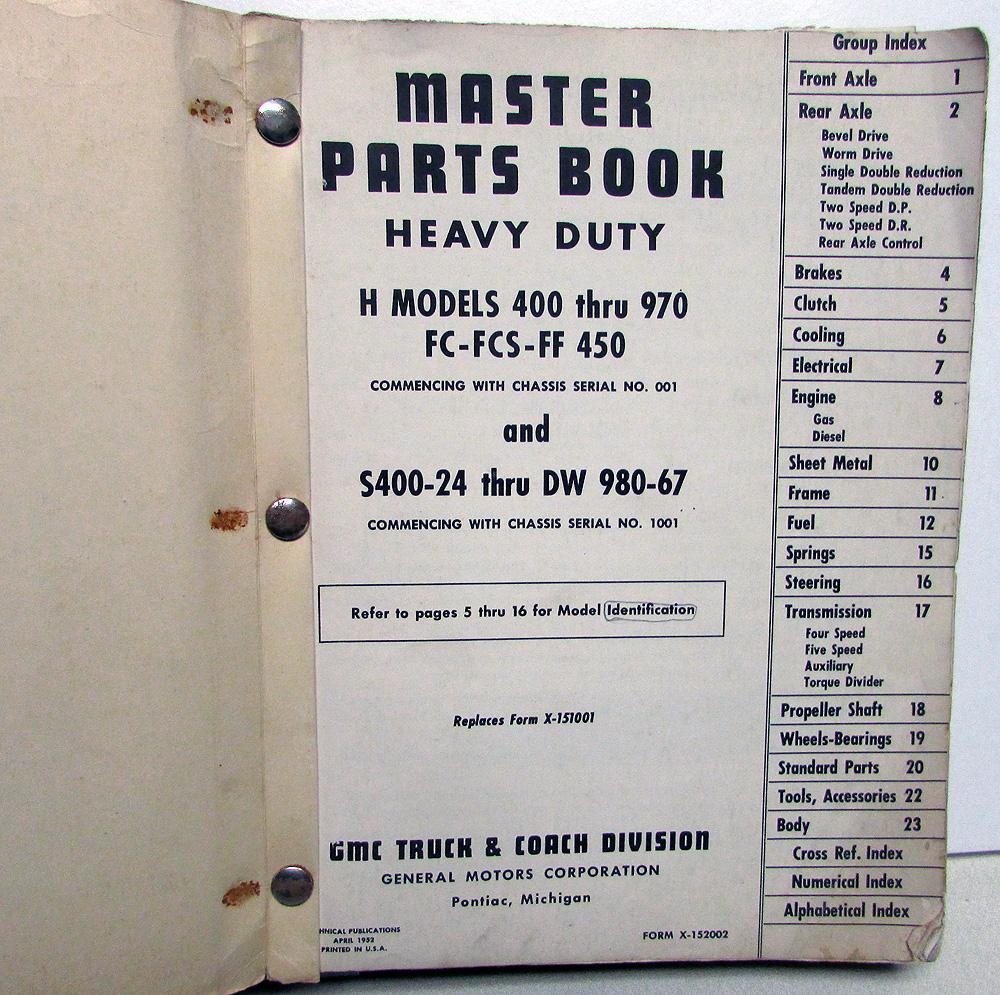 MASTER
PARTS BOOK
HEAVY DUTY
H MODELS 400 thru 970
FC-FCS-FF 450
COMMENCING WITH CHASSIS SERIAL NO. 001
and
S400-24 thru DW 980-67
COMMENCING WITH CHASSIS SERIAL NO. 1001
Refer to pages 5 thru 16 for Model Identification
Replaces Form X-151001
GMC TRUCK & COACH DIVISION
GENERAL MOTORS CORPORATION
Pontiac, Michigan
HNICAL PUBLICATIONS
APRIL 1952
PRINTED IN U.S.A.
FORM X-152002
Group Index
Front Axle 1
Rear Axle 2
Bevel Drive
Worm Drive
Single Double Reduction
Tandem Double Reduction
Two Speed D.P.
Two Speed D.R.
Rear Axle Control
Brakes 4
Clutch 5
Cooling 6
Electrical 7
Engine 8
Gas
Diesel
Sheet Metal 10
Frame 11
Fuel 12
Springs 15
Steering 16
Transmission 17
Four Speed
Five Speed
Auxiliary
Torque Divider
Propeller Shaft 18
Wheels-Bearings 19
Standard Parts 20
Tools, Accessories 22
Body 23
Cross Ref. Index
Numerical Index
Alphabetical Index